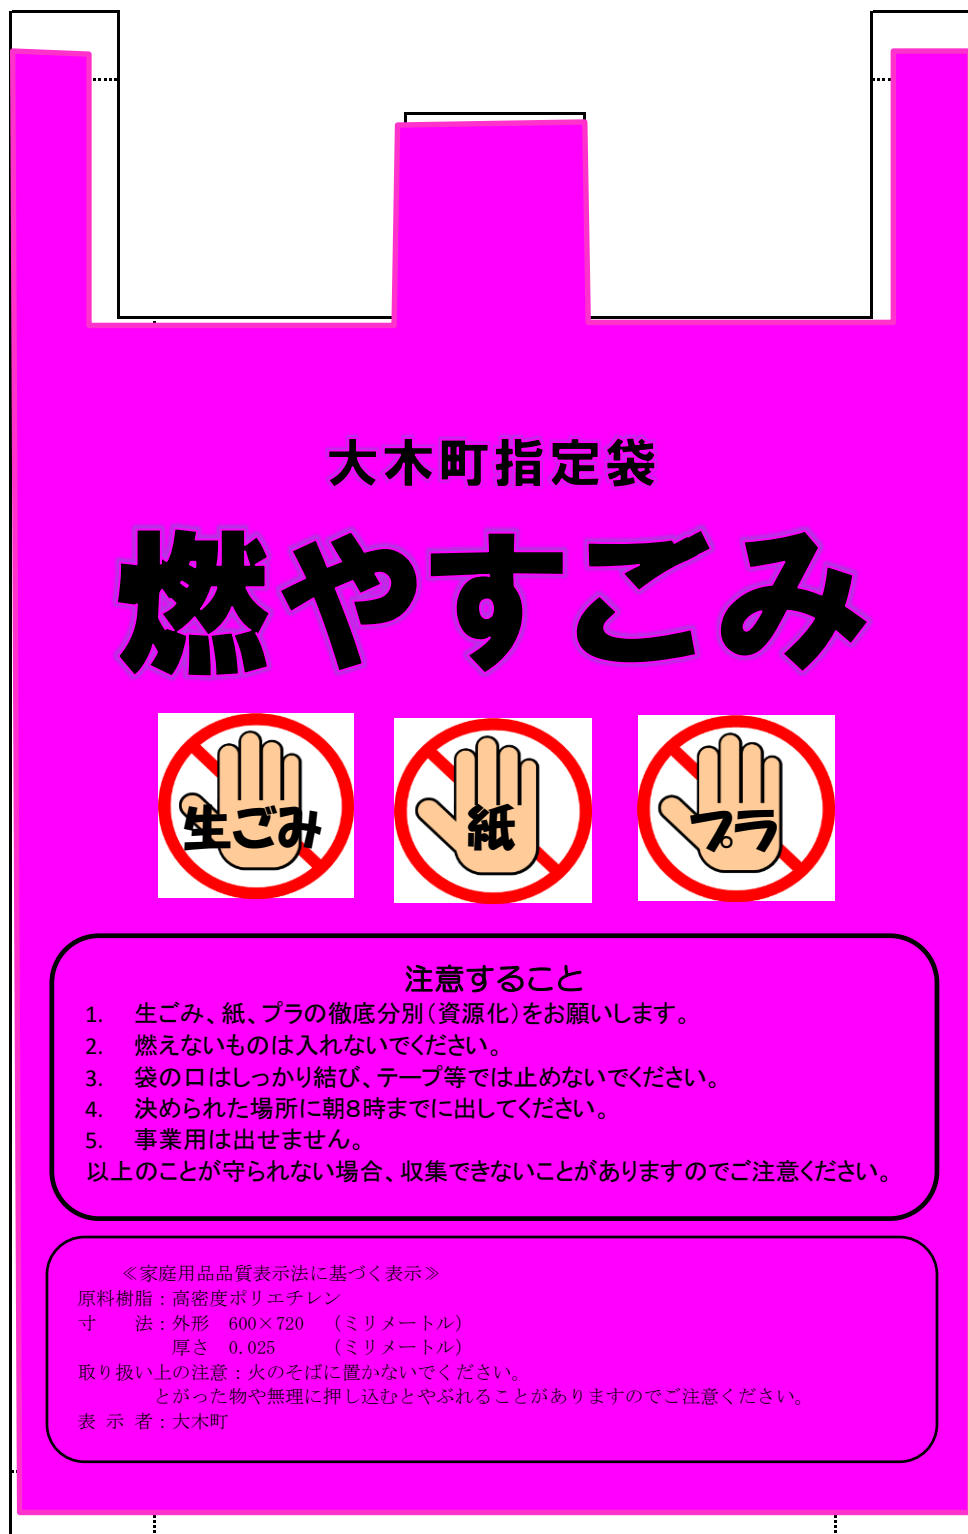 大木町指定袋
燃やすごみ
生ごみ
紙
プラ
注意すること
1. 生ごみ、紙、プラの徹底分別(資源化)をお願いします。
2. 燃えないものは入れないでください。
3. 袋の口はしっかり結び、テープ等では止めないでください。
4. 決められた場所に朝8時までに出してください。
5. 事業用は出せません。
以上のことが守られない場合、収集できないことがありますのでご注意ください。
≪家庭用品品質表示法に基づく表示≫
原料樹脂：高密度ポリエチレン
寸　　法：外形　600×720　（ミリメートル）
厚さ　0.025　（ミリメートル）
取り扱い上の注意：火のそばに置かないでください。
とがった物や無理に押し込むとやぶれることがありますのでご注意ください。
表 示 者：大木町